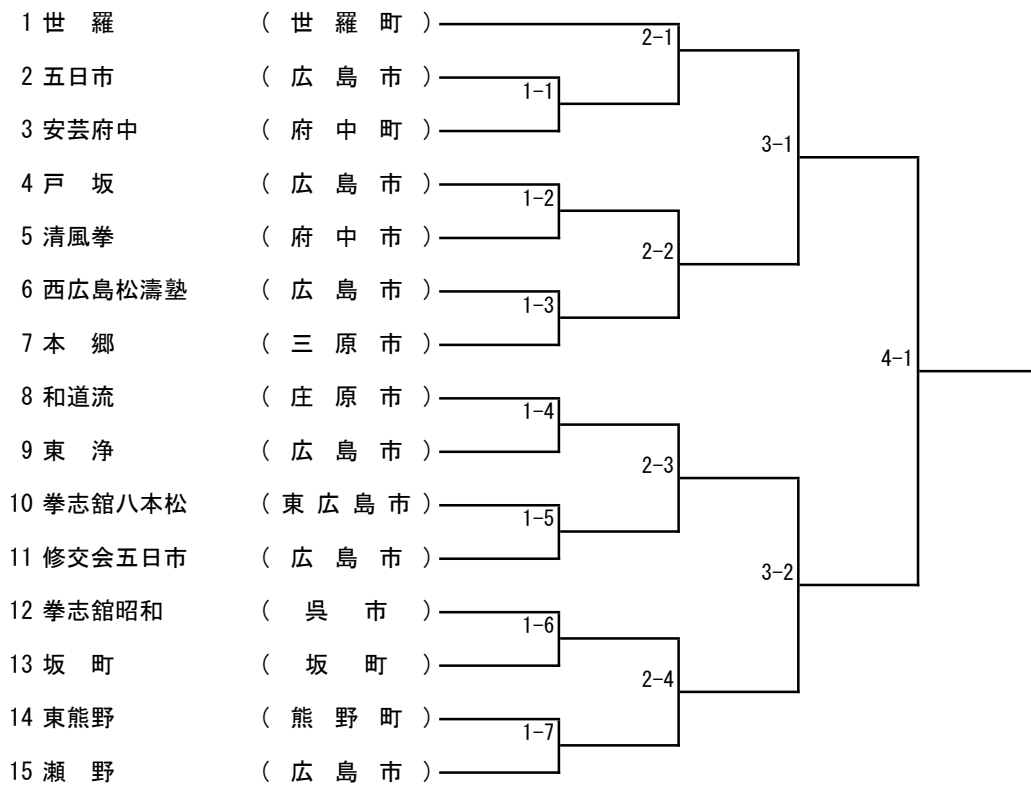 1 世　羅 （ 世 羅 町 ）
2-1
2 五日市 （ 広 島 市 ）
1-1
3 安芸府中 （ 府 中 町 ）
3-1
4 戸　坂 （ 広 島 市 ）
1-2
5 清風拳 （ 府 中 市 ）
2-2
6 西広島松濤塾 （ 広 島 市 ）
1-3
7 本　郷 （ 三 原 市 ）
4-1
8 和道流 （ 庄 原 市 ）
1-4
9 東　浄 （ 広 島 市 ）
2-3
10 拳志舘八本松 （ 東 広 島 市 ）
1-5
11 修交会五日市 （ 広 島 市 ）
3-2
12 拳志舘昭和 （ 呉　市 ）
1-6
13 坂　町 （ 坂　町 ）
2-4
14 東熊野 （ 熊 野 町 ）
1-7
15 瀬　野 （ 広 島 市 ）